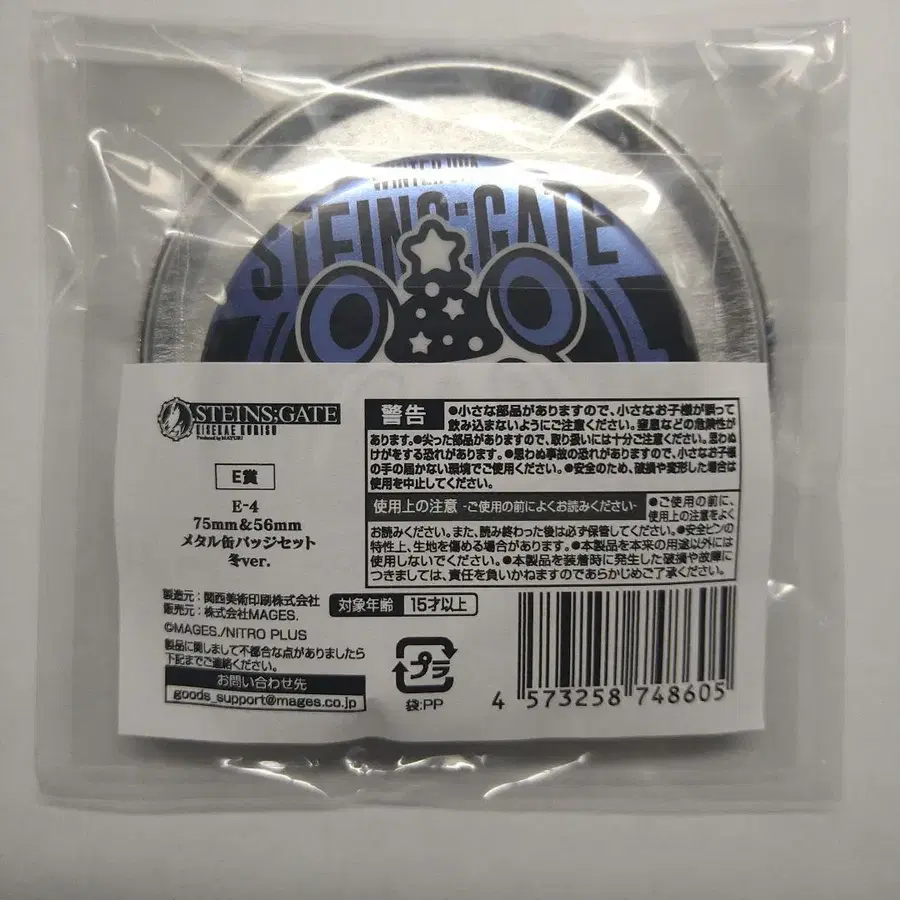 STEINS;GATE
STEINS;GATE
KISEKAE KURISU
Produced by MAYURI
E賞
E-4
75mm&56mm
メタル缶バッジセット
冬ver.
製造元:関西美術印刷株式会社
販売元:株式会社MAGES.
©MAGES./NITRO PLUS
製品に関しまして不都合な点がありましたら
下記までご連絡ください。
お問い合わせ先
goods_support@mages.co.jp
警告 ●小さな部品がありますので、小さなお子様が誤って
飲み込まないようにご注意ください。窒息などの危険性が
あります。●尖った部品がありますので、取り扱いには十分ご注意ください。思わぬ
けがをする恐れがあります。●思わぬ事故の恐れがありますので、小さなお子様
の手の届かない環境でご使用ください。●安全のため、破損や変形した場合は
使用を中止してください。
使用上の注意 -ご使用の前によくお読みください- ●ご使用の前に、
使用上の注意をよく
お読みください。また、読み終わった後は必ず保管してください。●安全ピンの
特性上、生地を傷める場合があります。●本製品を本来の用途以外には
使用しないでください。●本製品を装着時に発生した破損や故障に
つきましては、責任を負いかねますのであらかじめご了承ください。
対象年齢 15才以上
プラ
袋:PP
4 573258 748605